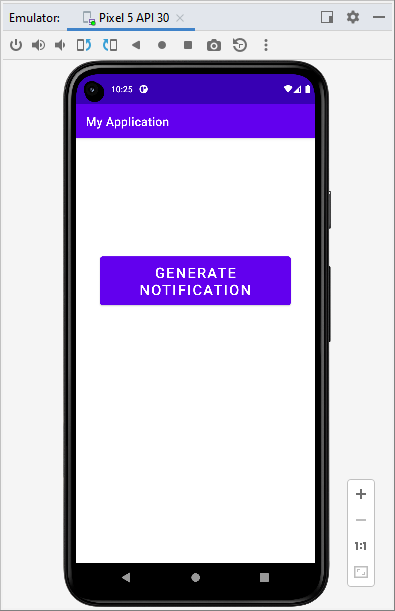 Emulator: Pixel 5 API 30
10:25
My Application
GENERATE
NOTIFICATION
1:1